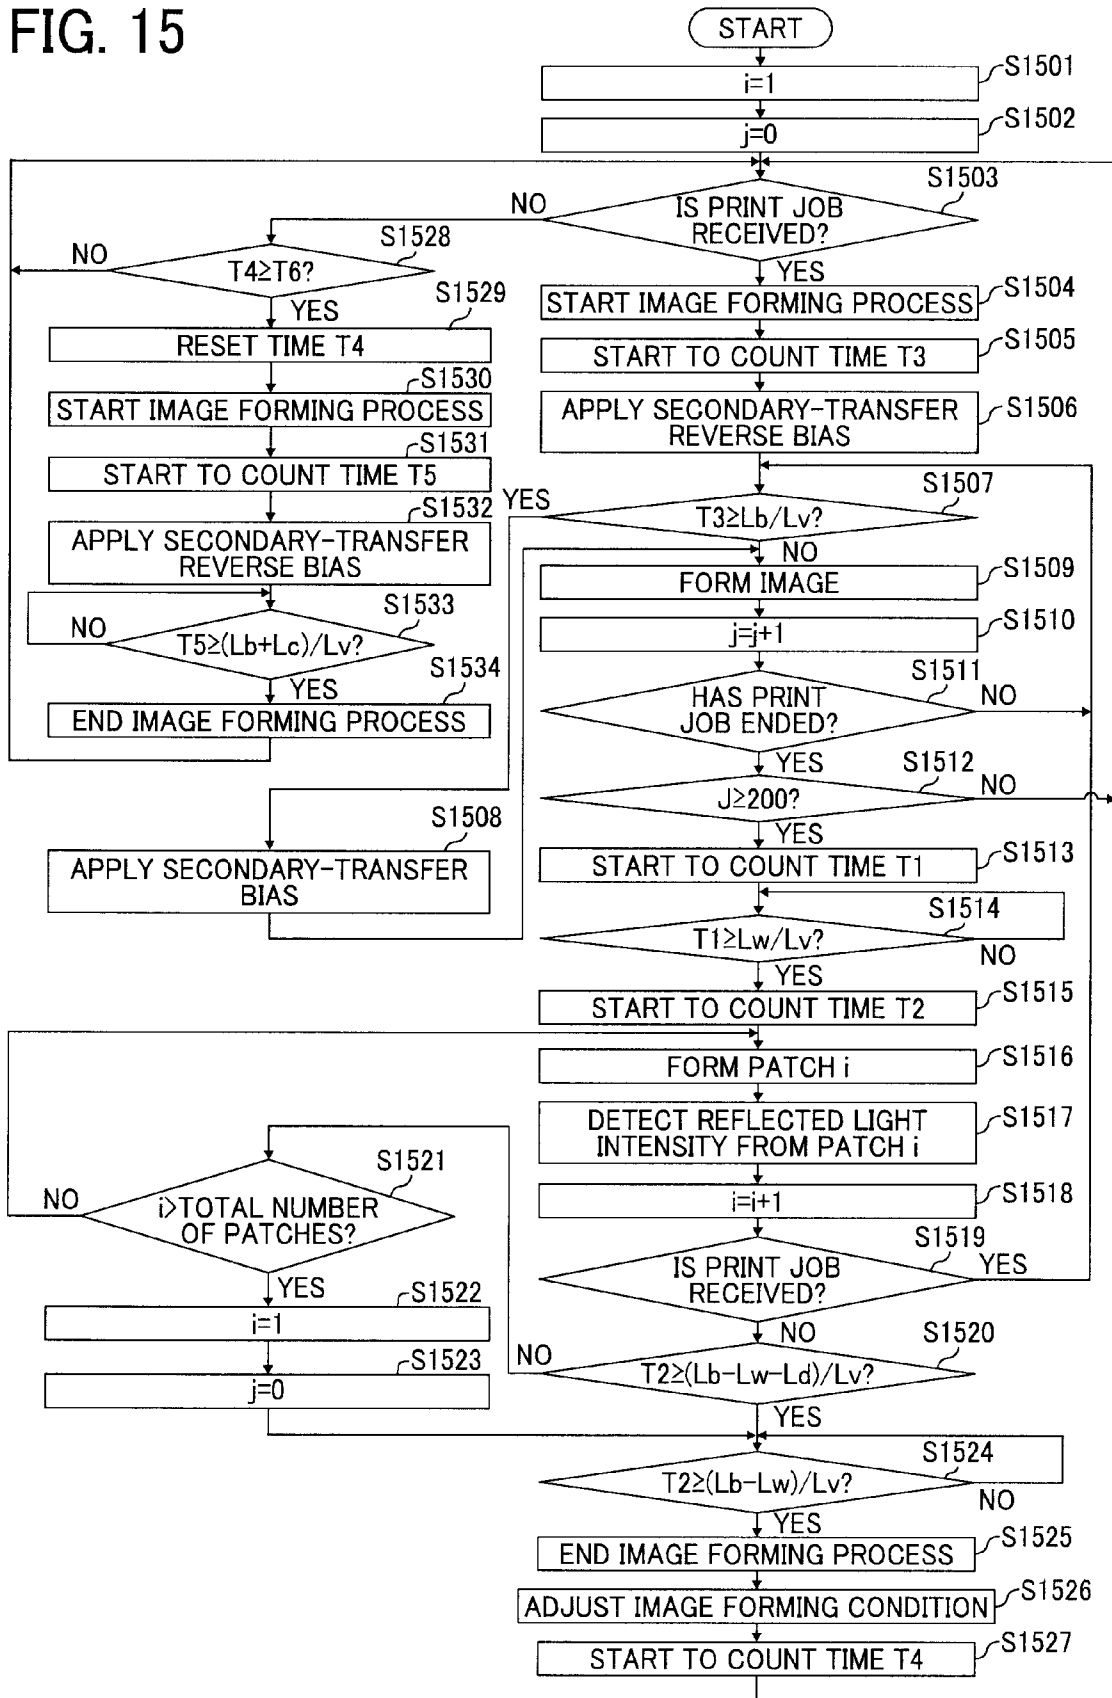 FIG. 15
START
i=1
S1501
j=0
S1502
IS PRINT JOB
RECEIVED?
S1503
NO
YES
START IMAGE FORMING PROCESS
S1504
START TO COUNT TIME T3
S1505
APPLY SECONDARY-TRANSFER
REVERSE BIAS
S1506
T3≥Lb/Lv?
S1507
YES
NO
FORM IMAGE
S1509
j=j+1
S1510
HAS PRINT
JOB ENDED?
S1511
NO
YES
J≥200?
S1512
NO
YES
START TO COUNT TIME T1
S1513
T1≥Lw/Lv?
S1514
NO
YES
START TO COUNT TIME T2
S1515
FORM PATCH i
S1516
DETECT REFLECTED LIGHT
INTENSITY FROM PATCH i
S1517
i=i+1
S1518
IS PRINT JOB
RECEIVED?
S1519
YES
NO
T2≥(Lb-Lw-Ld)/Lv?
S1520
NO
YES
T2≥(Lb-Lw)/Lv?
S1524
NO
YES
END IMAGE FORMING PROCESS
S1525
ADJUST IMAGE FORMING CONDITION
S1526
START TO COUNT TIME T4
S1527
T4≥T6?
S1528
NO
YES
RESET TIME T4
S1529
START IMAGE FORMING PROCESS
S1530
START TO COUNT TIME T5
S1531
APPLY SECONDARY-TRANSFER
REVERSE BIAS
S1532
T5≥(Lb+Lc)/Lv?
S1533
NO
YES
END IMAGE FORMING PROCESS
S1534
APPLY SECONDARY-TRANSFER
BIAS
S1508
i>TOTAL NUMBER
OF PATCHES?
S1521
NO
YES
i=1
S1522
j=0
S1523